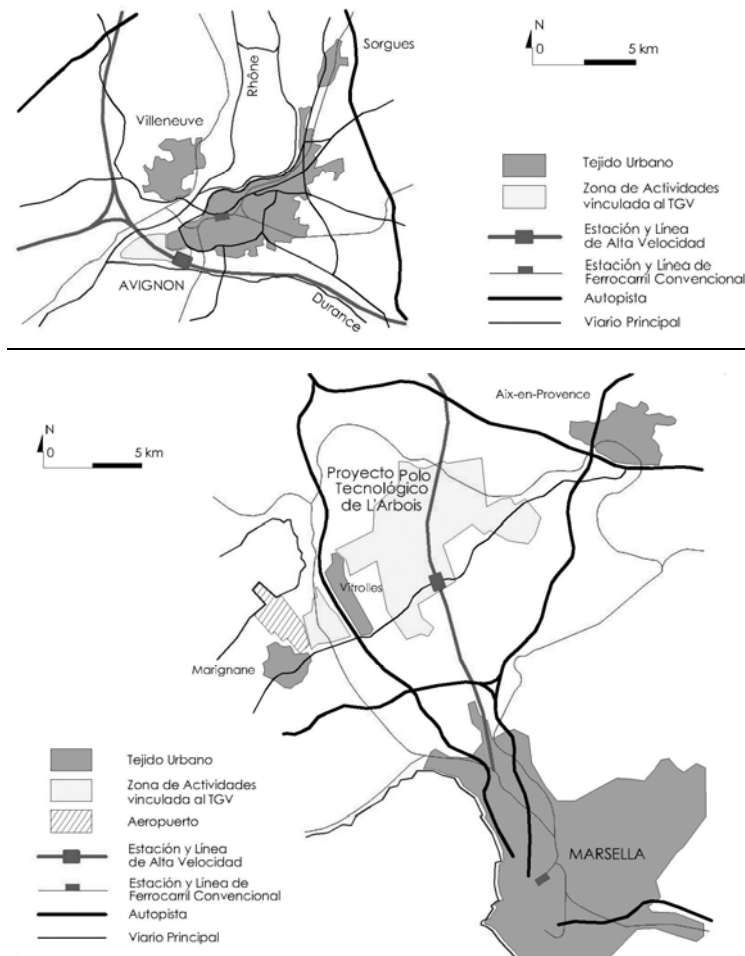 Sorgues
N
0 5 km
Rhône
Villeneuve
AVIGNON
Durance
Tejido Urbano
Zona de Actividades
vinculada al TGV
Estación y Línea
de Alta Velocidad
Estación y Línea de
Ferrocarril Convencional
Autopista
Viario Principal
Aix-en-Provence
N
0 5 km
Proyecto Polo
Tecnológico
de L'Arbois
Vitrolles
Marignane
MARSELLA
Tejido Urbano
Zona de Actividades
vinculada al TGV
Aeropuerto
Estación y Línea
de Alta Velocidad
Estación y Línea de
Ferrocarril Convencional
Autopista
Viario Principal